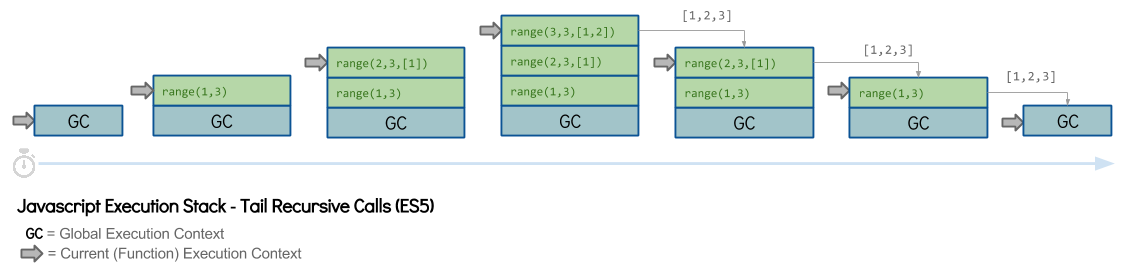 GC
range(1,3)
GC
range(2,3,[1])
range(1,3)
GC
range(3,3,[1,2])
range(2,3,[1])
range(1,3)
GC
[1,2,3]
range(2,3,[1])
range(1,3)
GC
[1,2,3]
range(1,3)
GC
[1,2,3]
GC
Javascript Execution Stack - Tail Recursive Calls (ES5)
GC = Global Execution Context
= Current (Function) Execution Context